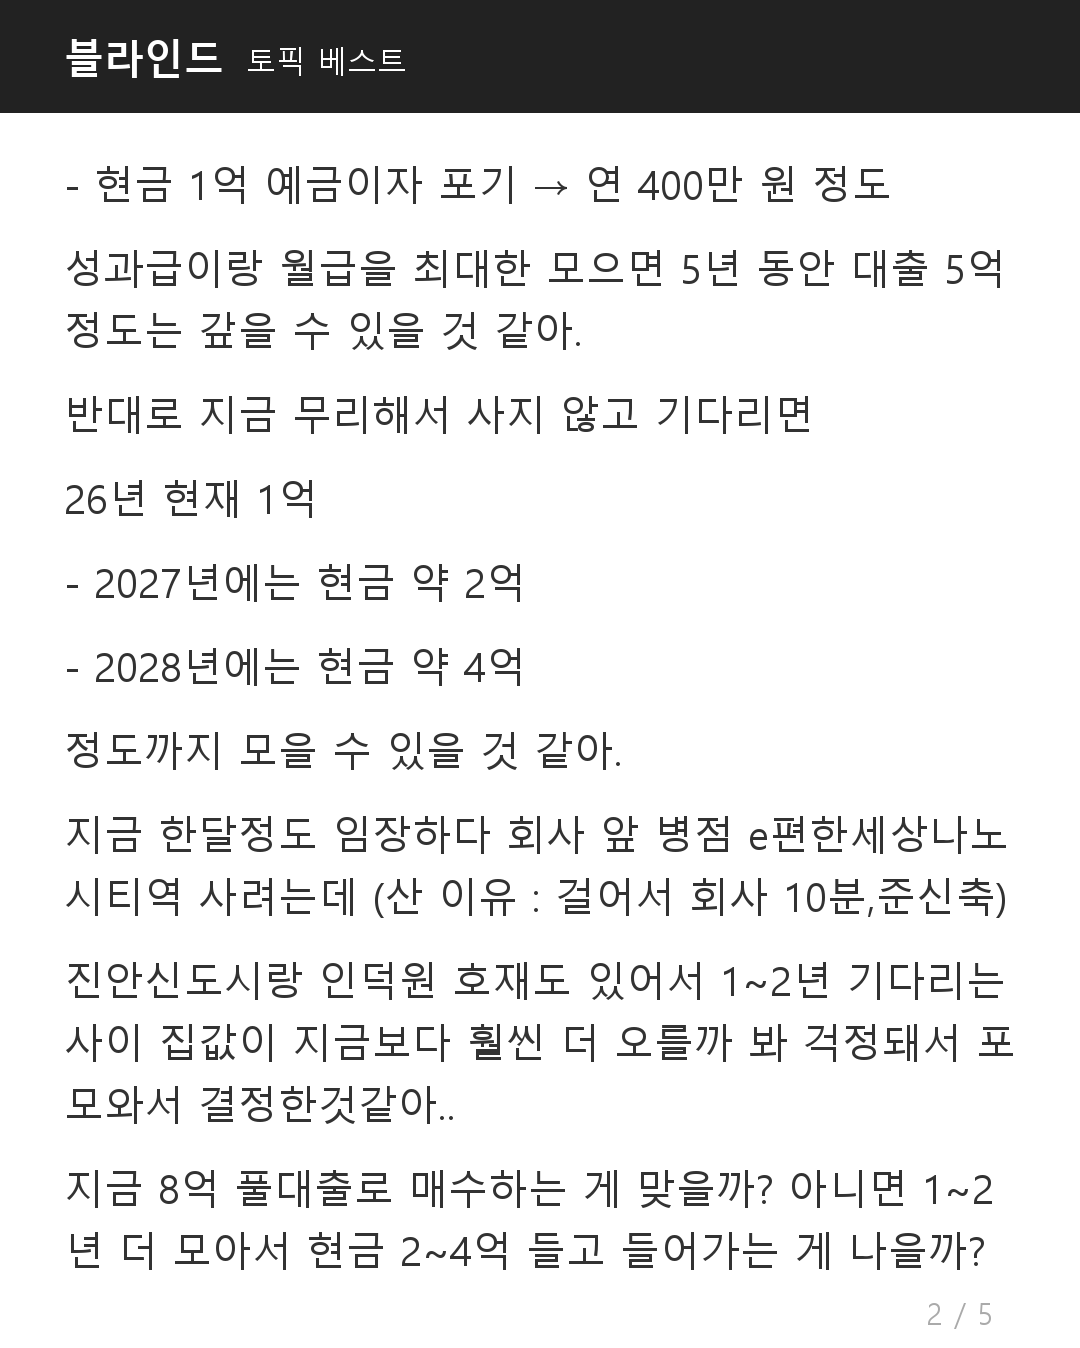 블라인드 토픽 베스트
- 현금 1억 예금이자 포기 → 연 400만 원 정도
성과급이랑 월급을 최대한 모으면 5년 동안 대출 5억
정도는 갚을 수 있을 것 같아.
반대로 지금 무리해서 사지 않고 기다리면
26년 현재 1억
- 2027년에는 현금 약 2억
- 2028년에는 현금 약 4억
정도까지 모을 수 있을 것 같아.
지금 한달정도 임장하다 회사 앞 병점 e편한세상나노
시티역 사려는데 (산 이유 : 걸어서 회사 10분,준신축)
진안신도시랑 인덕원 호재도 있어서 1~2년 기다리는
사이 집값이 지금보다 훨씬 더 오를까 봐 걱정돼서 포
모와서 결정한것같아..
지금 8억 풀대출로 매수하는 게 맞을까? 아니면 1~2
년 더 모아서 현금 2~4억 들고 들어가는 게 나을까?
2 / 5